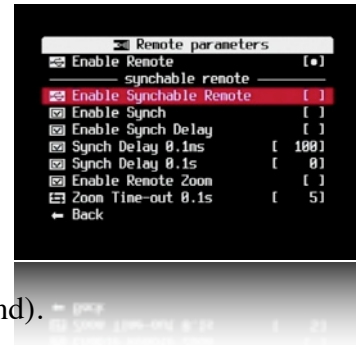 Remote parameters
Enable Remote [•]
synchable remote
Enable Synchable Remote [ ]
Enable Synch [ ]
Enable Synch Delay [ ]
Synch Delay 0.1ms [ 100]
Synch Delay 0.1s [ 0]
Enable Remote Zoom [ ]
Zoom Time-out 0.1s [ 5]
← Back
nd).
← Back